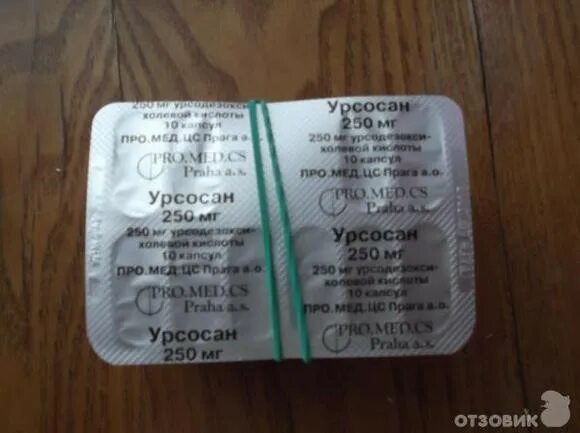 250 мг урсодезокси-
холевой кислоты
10 капсул
ПРО.МЕД.ЦС Прага а.о.
PRO.MED.CS
Praha a.s.
Урсосан
250 мг
250 мг урсодезокси-
холевой кислоты
10 капсул
ПРО.МЕД.ЦС Прага а.о.
PRO.MED.CS
Praha a.s.
Урсосан
250 мг
Урсосан
250 мг
250 мг урсодезокси-
холевой кислоты
10 капсул
ПРО.МЕД.ЦС Прага а.о.
PRO.MED.CS
Praha a.s.
Урсосан
250 мг
250 мг урсодезокси-
холевой кислоты
10 капсул
ПРО.МЕД.ЦС Прага а.о.
PRO.MED.CS
Praha a.s.
ОТЗОВИК